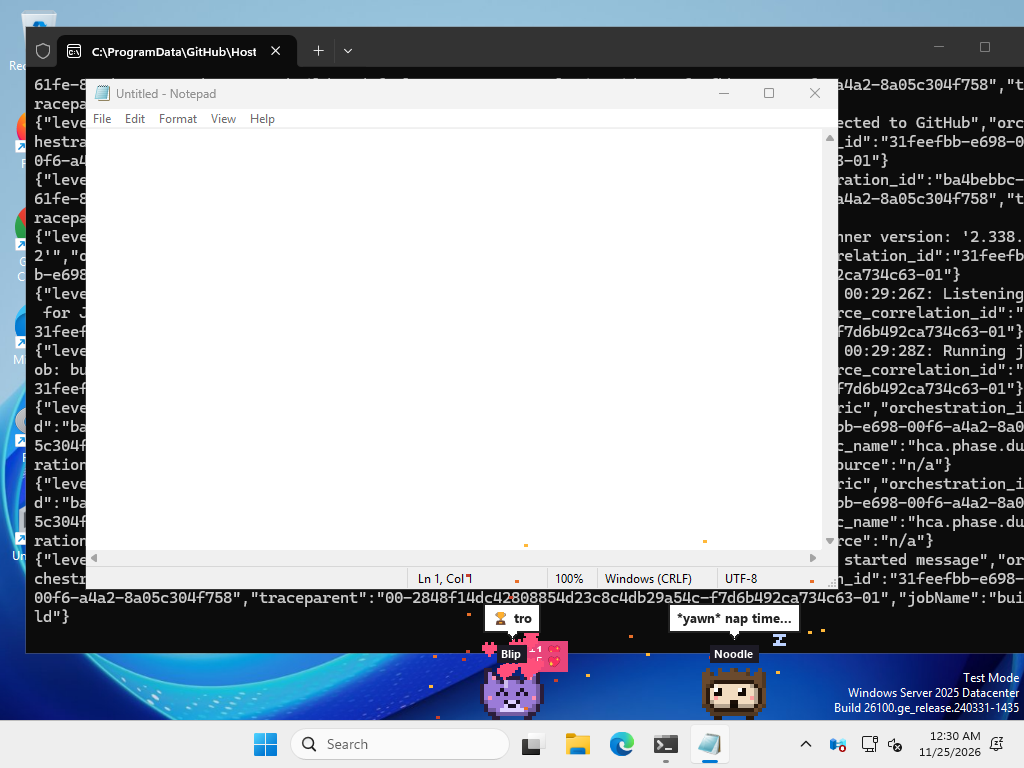 C:\ProgramData\GitHub\Host
Untitled - Notepad
File Edit Format View Help
a4a2-8a05c304f758","t
racepa
{"leve ected to GitHub","orc
hestra _id":"31feefbb-e698-0
0f6-a4 3-01"}
{"leve ration_id":"ba4bebbc-
61fe-8 a4a2-8a05c304f758","t
racepa
{"leve nner version: '2.338.
2'","o relation_id":"31feefb
b-e698 2ca734c63-01"}
{"leve 00:29:26Z: Listening
for J rce_correlation_id":"
31feef f7d6b492ca734c63-01"}
{"leve 00:29:28Z: Running j
ob: bu rce_correlation_id":"
31feef f7d6b492ca734c63-01"}
{"leve ric","orchestration_i
d":"ba bb-e698-00f6-a4a2-8a0
5c304f c_name":"hca.phase.du
ration ource":"n/a"}
{"leve ric","orchestration_i
d":"ba bb-e698-00f6-a4a2-8a0
5c304f c_name":"hca.phase.du
ration rce":"n/a"}
{"leve started message","or
chestr n_id":"31feefbb-e698-
Ln 1, Col 1 100% Windows (CRLF) UTF-8
00f6-a4a2-8a05c304f758","traceparent":"00-2848f14dc42808854d23c8c4db29a54c-f7d6b492ca734c63-01","jobName":"bui
ld"}
tro
*yawn* nap time...
Blip
Noodle
Test Mode
Windows Server 2025 Datacenter
Build 26100.ge_release.240331-1435
Search
12:30 AM
11/25/2026